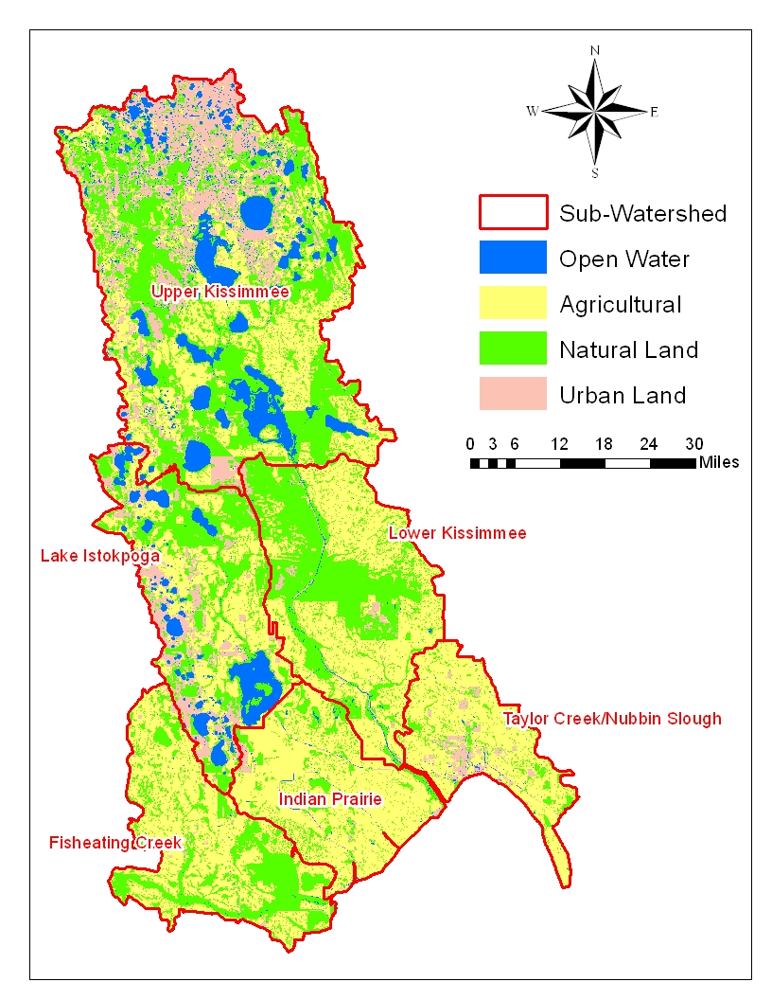 N
W E
S
Sub-Watershed
Open Water
Agricultural
Natural Land
Urban Land
0 3 6 12 18 24 30
Miles
Upper Kissimmee
Lower Kissimmee
Lake Istokpoga
Taylor Creek/Nubbin Slough
Indian Prairie
Fisheating Creek